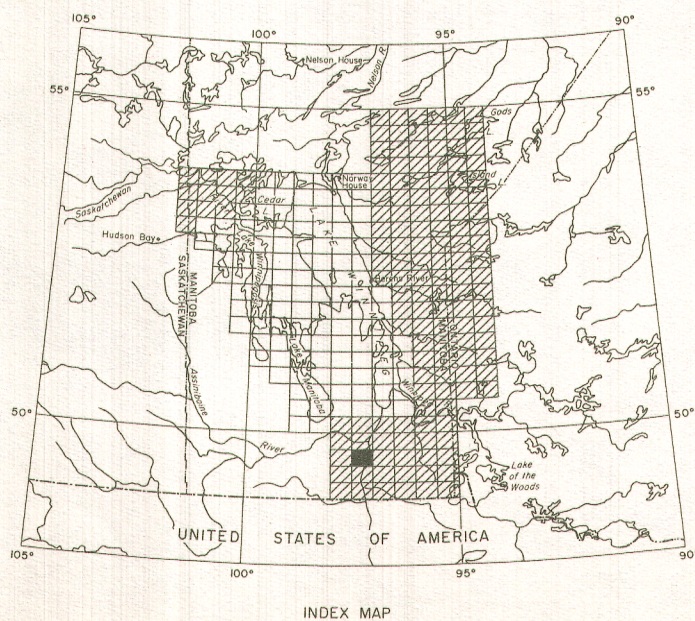 105°
100°
90°
Nelson House
Nelson R.
55°
55°
Gods
L.
Norway House
Island
L.
Saskatchewan
R.
Cedar
L.
Hudson Bay
LAKE WINNIPEG
Lake Winnipegosis
Berens River
MANITOBA
SASKATCHEWAN
ONTARIO
MANITOBA
Lake Manitoba
Winnipeg
Assiniboine
River
50°
50°
Lake
of the
Woods
UNITED STATES OF AMERICA
105°
100°
95°
90
INDEX MAP